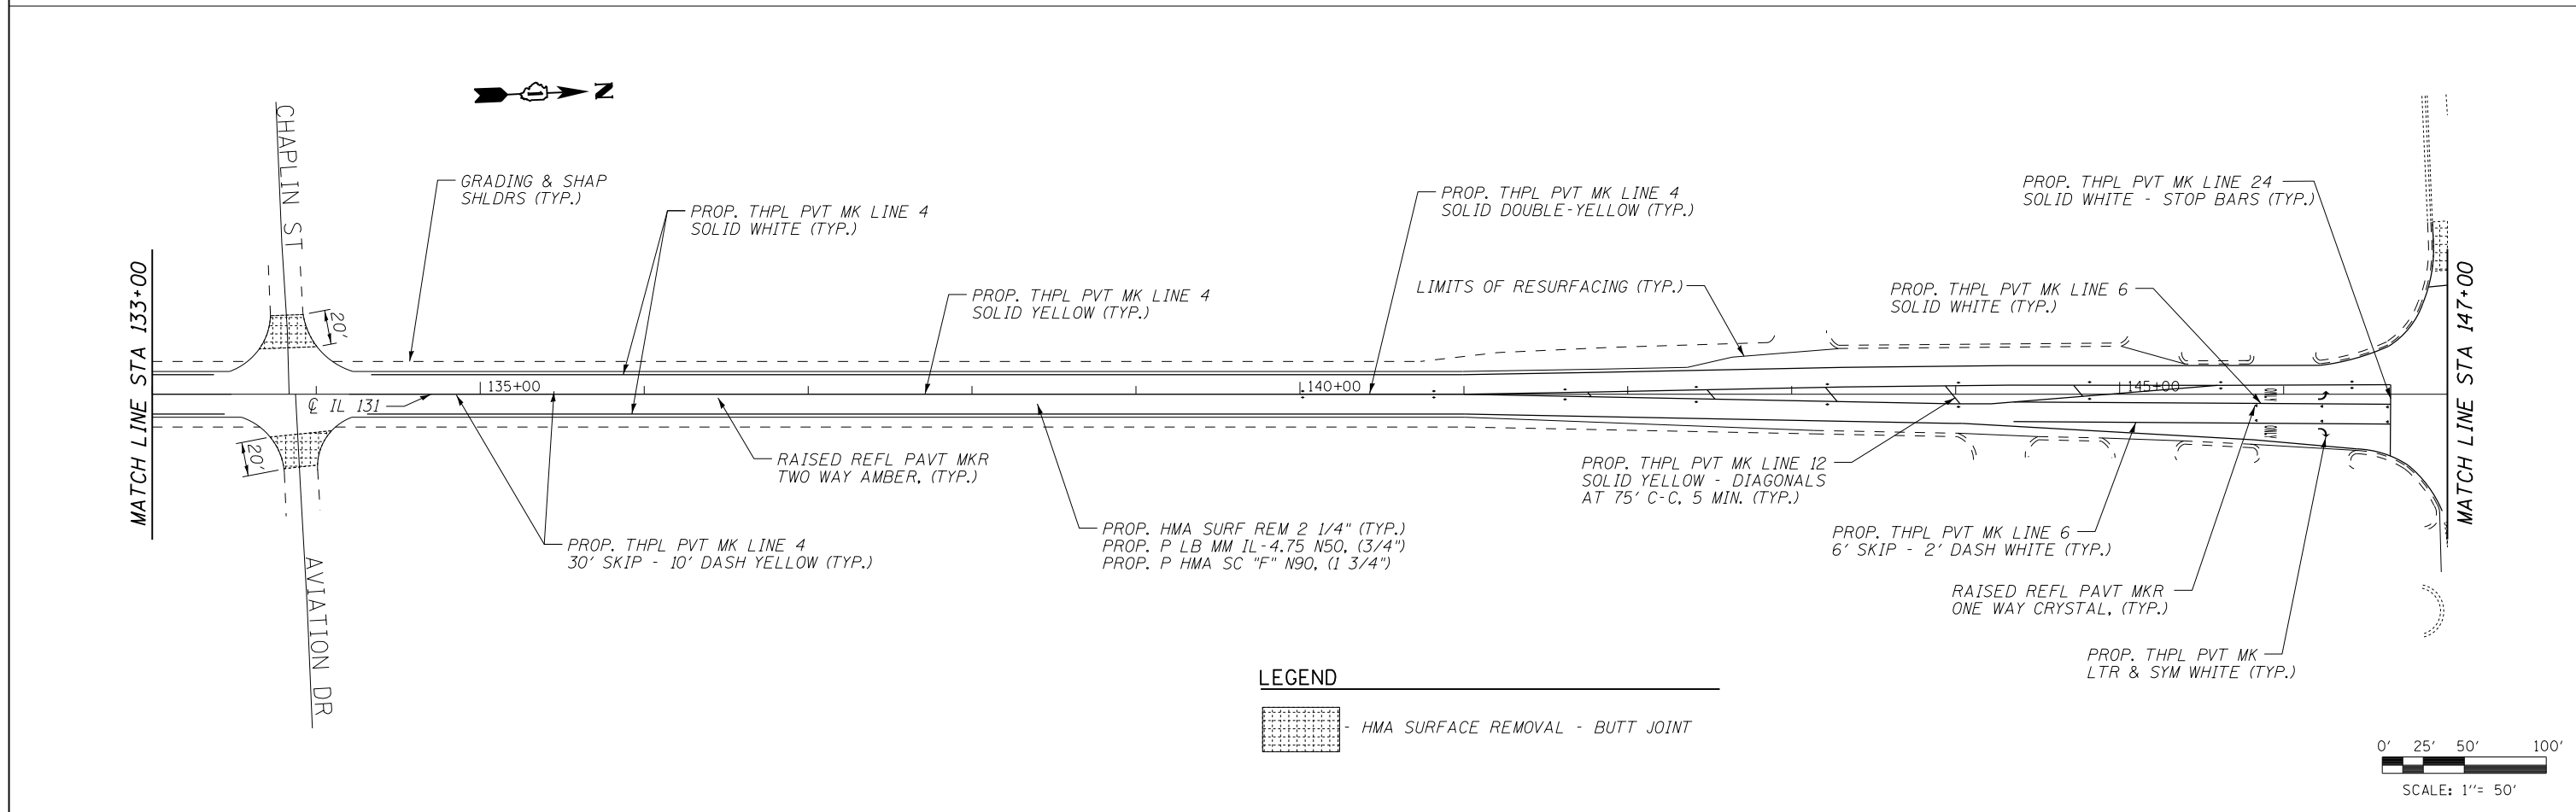 N
CHAPLIN ST
GRADING & SHAP
SHLDRS (TYP.)
PROP. THPL PVT MK LINE 4
SOLID WHITE (TYP.)
PROP. THPL PVT MK LINE 4
SOLID YELLOW (TYP.)
PROP. THPL PVT MK LINE 4
SOLID DOUBLE-YELLOW (TYP.)
LIMITS OF RESURFACING (TYP.)
PROP. THPL PVT MK LINE 24
SOLID WHITE - STOP BARS (TYP.)
PROP. THPL PVT MK LINE 6
SOLID WHITE (TYP.)
MATCH LINE STA 133+00
MATCH LINE STA 147+00
20'
135+00
140+00
145+00
℄ IL 131
20'
RAISED REFL PAVT MKR
TWO WAY AMBER, (TYP.)
PROP. THPL PVT MK LINE 12
SOLID YELLOW - DIAGONALS
AT 75' C-C, 5 MIN. (TYP.)
PROP. THPL PVT MK LINE 4
30' SKIP - 10' DASH YELLOW (TYP.)
PROP. HMA SURF REM 2 1/4" (TYP.)
PROP. P LB MM IL-4.75 N50, (3/4")
PROP. P HMA SC "F" N90, (1 3/4")
PROP. THPL PVT MK LINE 6
6' SKIP - 2' DASH WHITE (TYP.)
AVIATION DR
RAISED REFL PAVT MKR
ONE WAY CRYSTAL, (TYP.)
PROP. THPL PVT MK
LTR & SYM WHITE (TYP.)
LEGEND
- HMA SURFACE REMOVAL - BUTT JOINT
0' 25' 50' 100'
SCALE: 1"= 50'